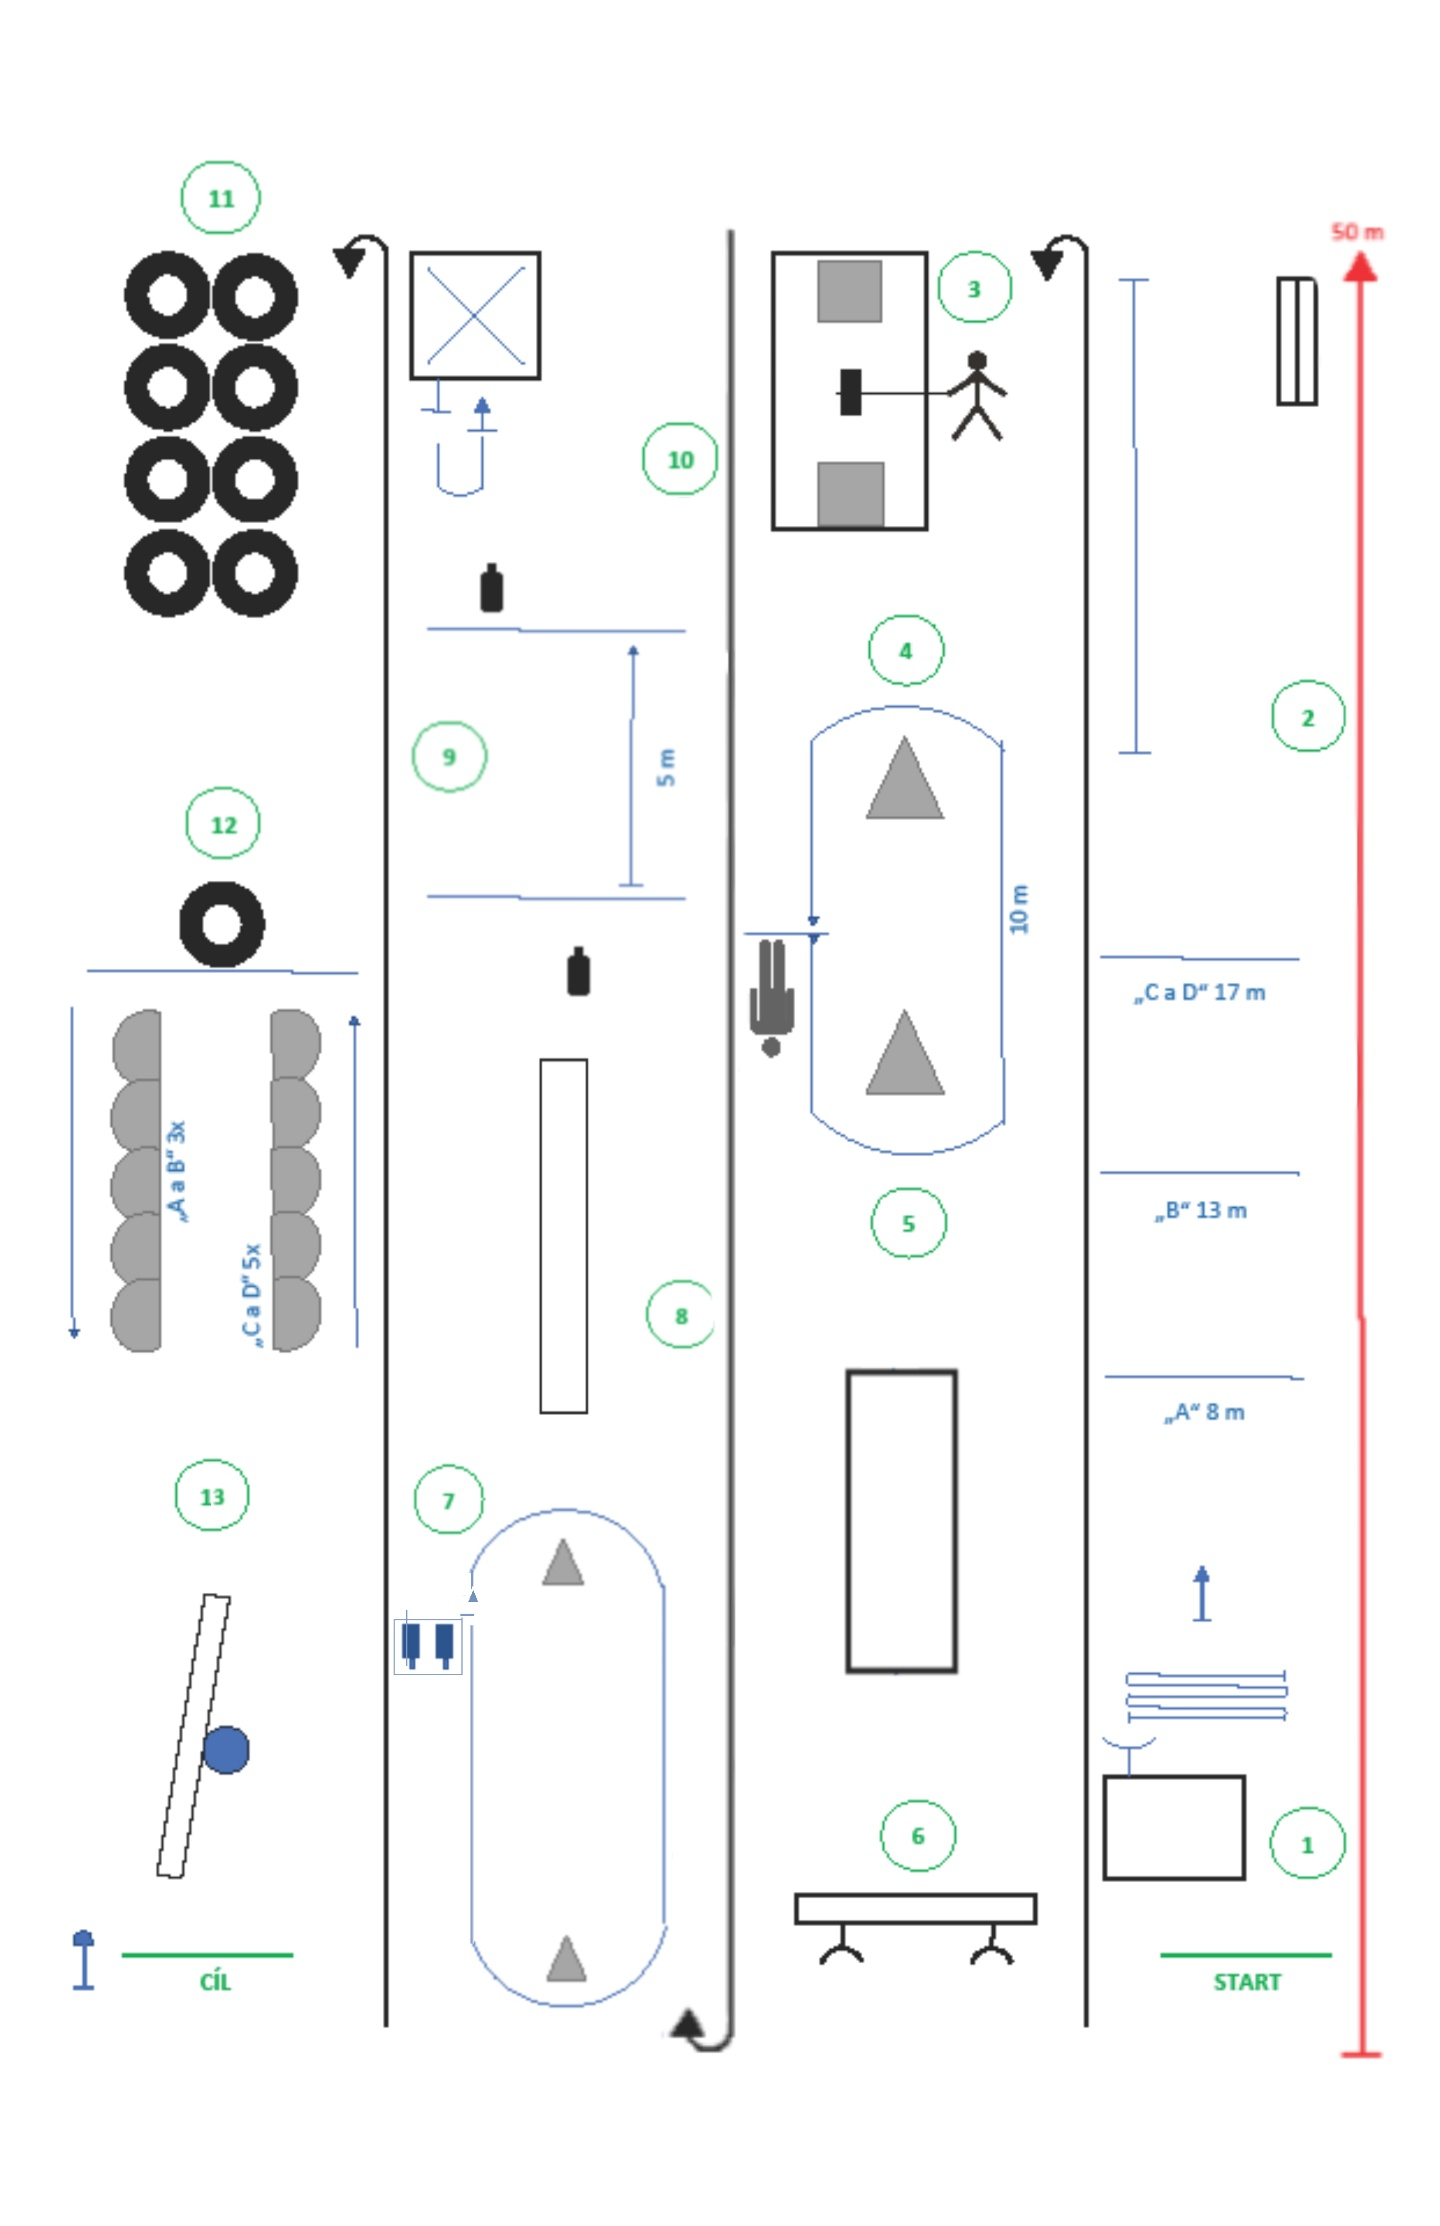 11
50 m
3
10
4
2
9
5 m
12
10 m
„C a D“ 17 m
„A a B“ 3x
„B“ 13 m
5
„C a D“ 5x
8
„A“ 8 m
13
7
6
1
CÍL
START